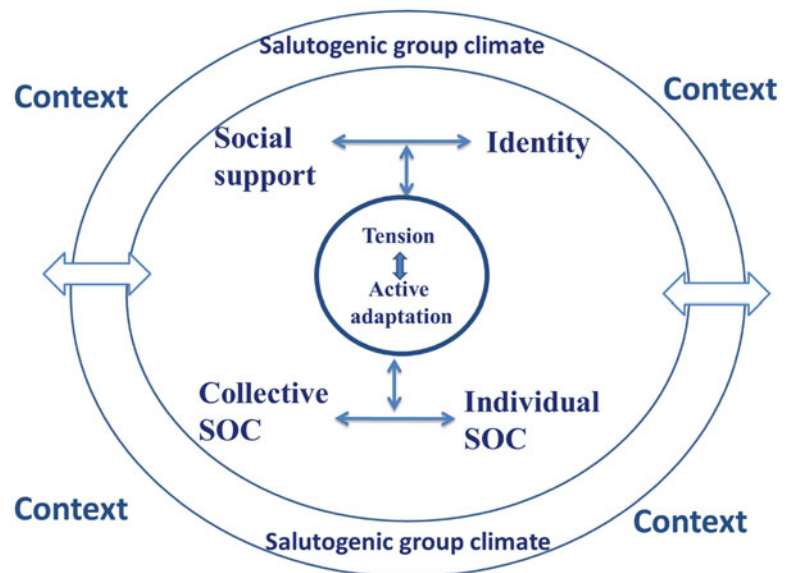 Salutogenic group climate
Context
Context
Social
support
Identity
Tension
Active
adaptation
Collective
SOC
Individual
SOC
Context
Context
Salutogenic group climate